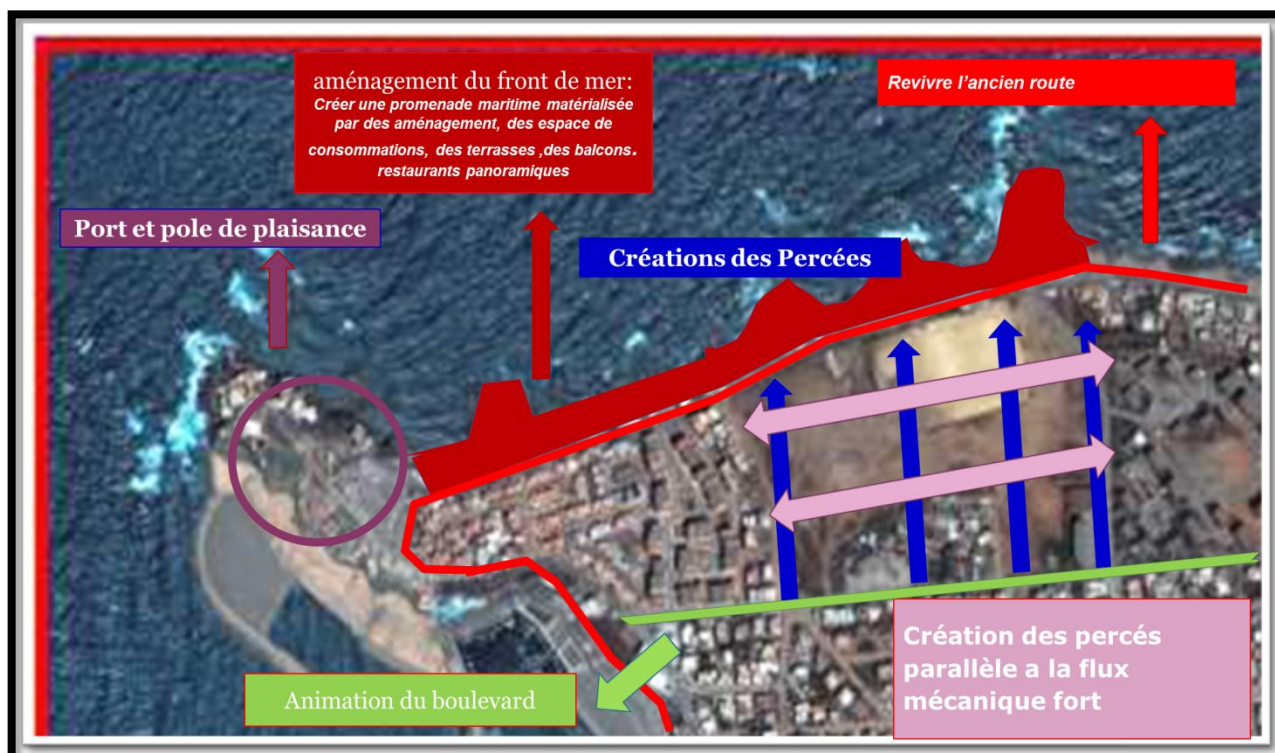 aménagement du front de mer:
Créer une promenade maritime matérialisée
par des aménagement, des espace de
consommations, des terrasses ,des balcons.
restaurants panoramiques
Revivre l'ancien route
Port et pole de plaisance
Créations des Percées
Création des percés
parallèle a la flux
mécanique fort
Animation du boulevard